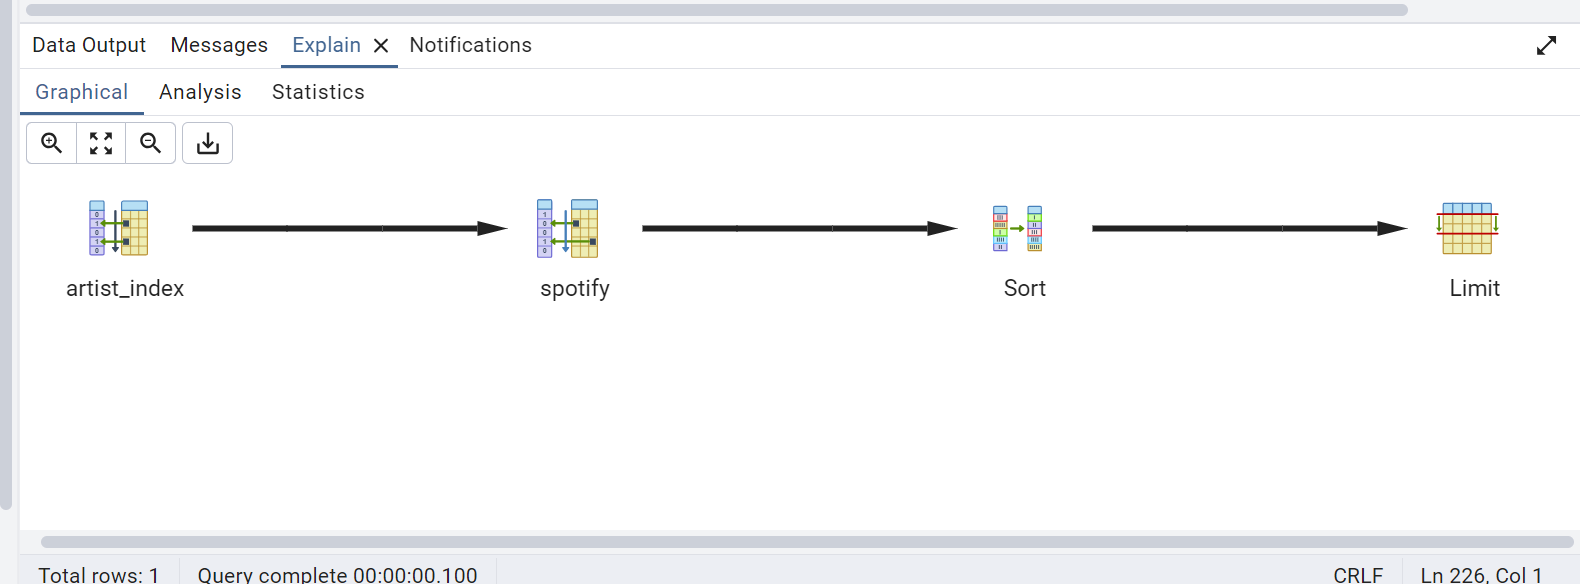 Data Output Messages Explain Notifications
Graphical Analysis Statistics
artist_index spotify Sort Limit
Total rows: 1 Query complete 00:00:00.100 CRLF Ln 226, Col 1